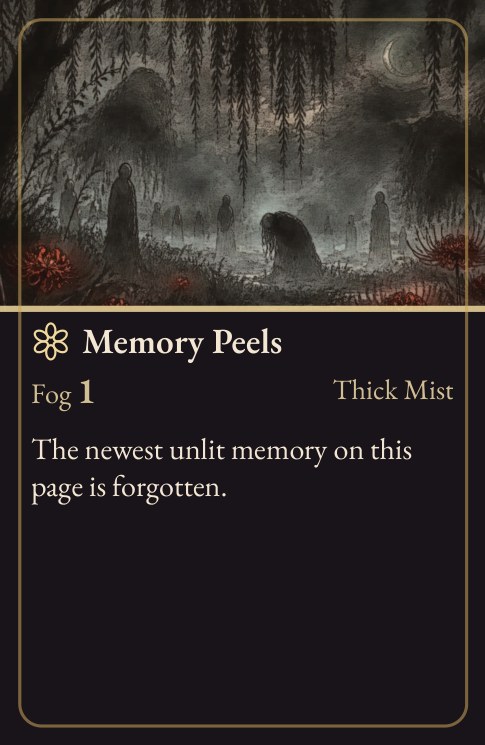 Memory Peels
Fog 1
Thick Mist
The newest unlit memory on this
page is forgotten.